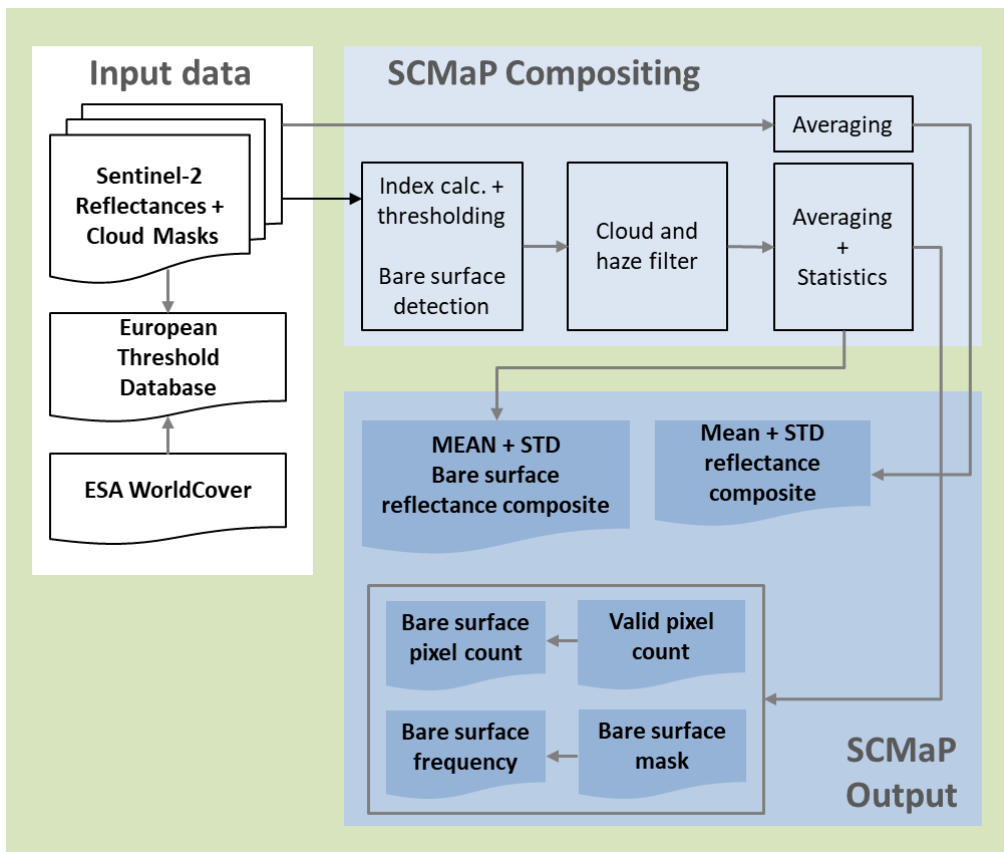 Input data
Sentinel-2
Reflectances +
Cloud Masks
European
Threshold
Database
ESA WorldCover
SCMaP Compositing
Averaging
Index calc. +
thresholding
Bare surface
detection
Cloud and
haze filter
Averaging
+
Statistics
MEAN + STD
Bare surface
reflectance composite
Mean + STD
reflectance
composite
Bare surface
pixel count
Valid pixel
count
Bare surface
frequency
Bare surface
mask
SCMaP
Output